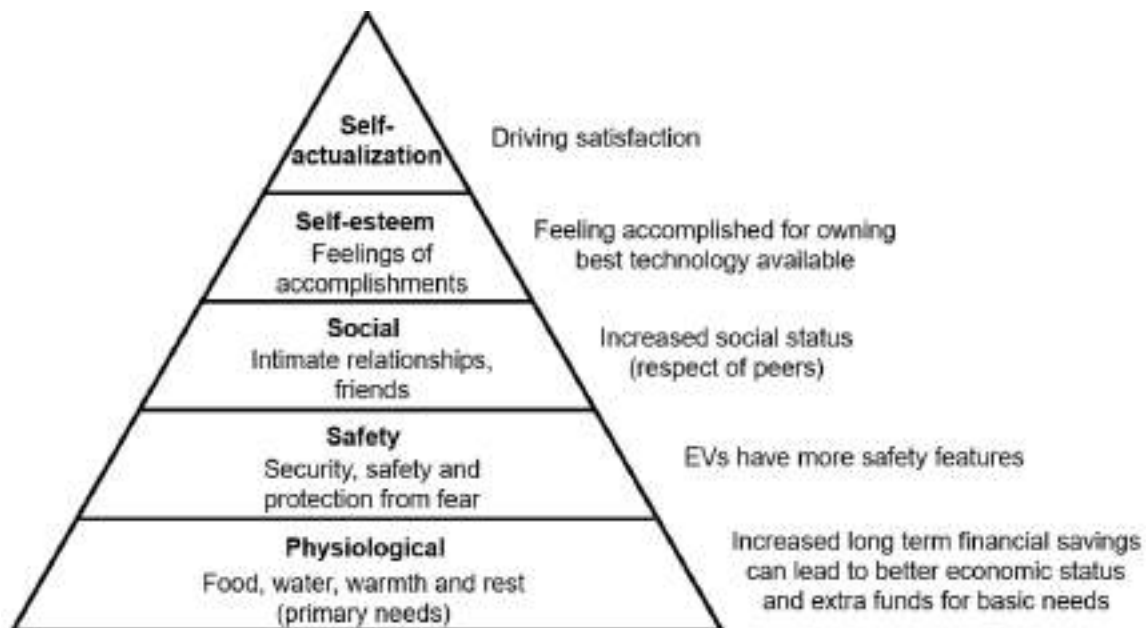 Self-
actualization
Driving satisfaction
Self-esteem
Feelings of
accomplishments
Feeling accomplished for owning
best technology available
Social
Intimate relationships,
friends
Increased social status
(respect of peers)
Safety
Security, safety and
protection from fear
EVs have more safety features
Physiological
Food, water, warmth and rest
(primary needs)
Increased long term financial savings
can lead to better economic status
and extra funds for basic needs